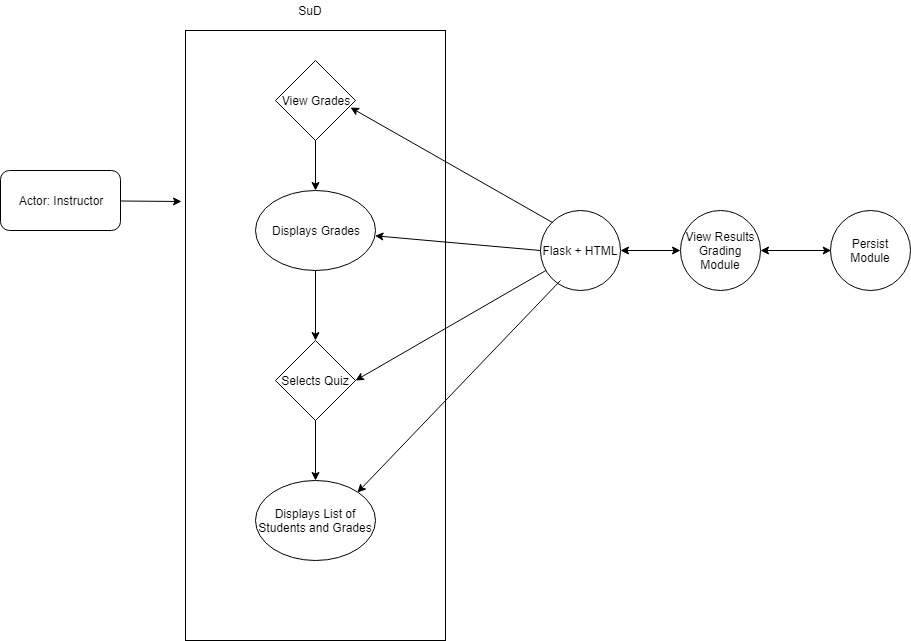 SuD
View Grades
Actor: Instructor
Displays Grades
Flask + HTML
View Results
Grading
Module
Persist
Module
Selects Quiz
Displays List of
Students and Grades